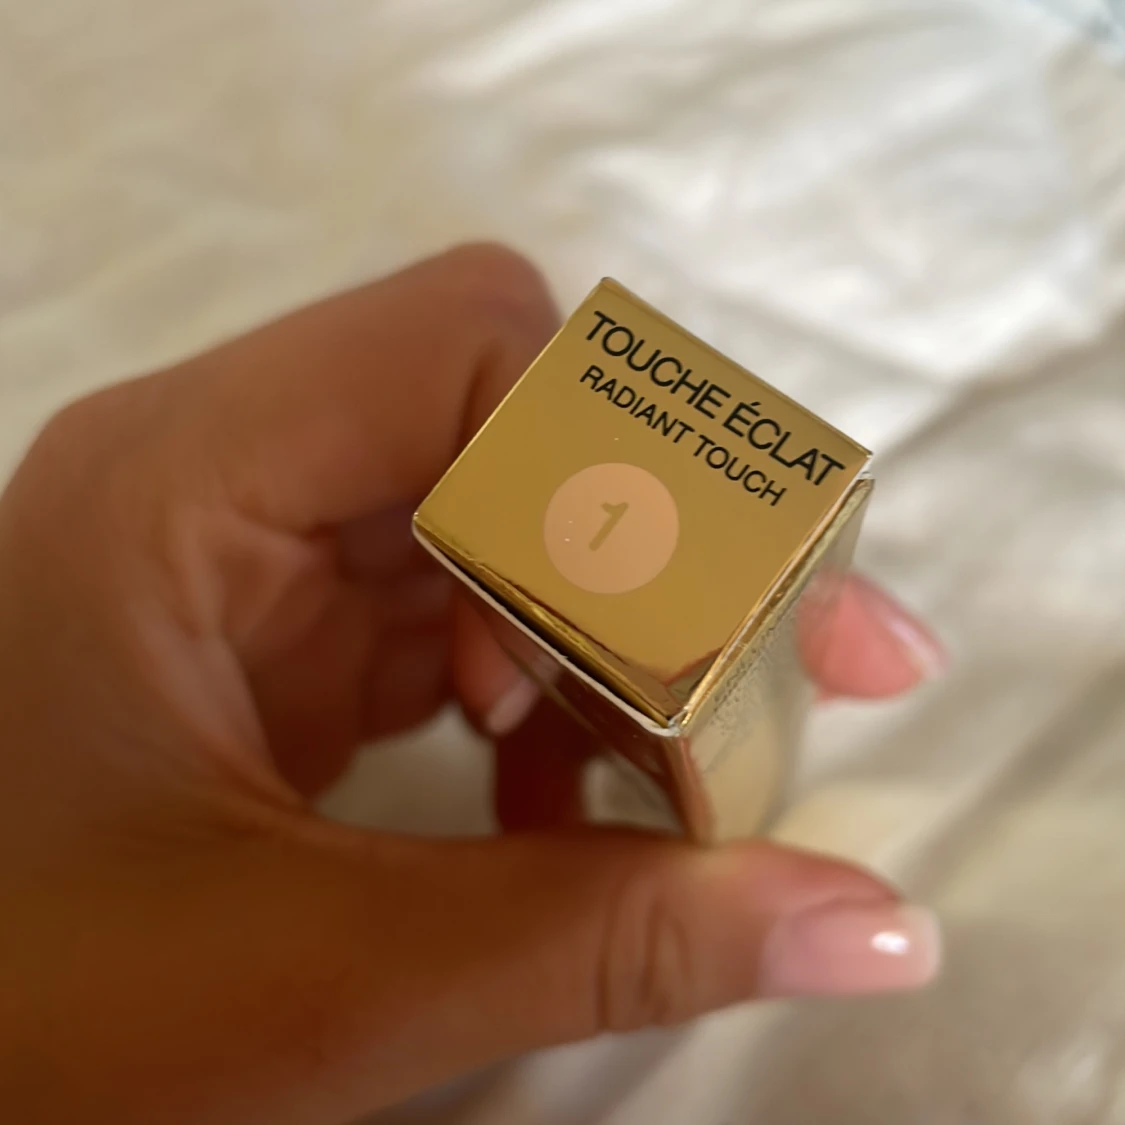 TOUCHE ÉCLAT
RADIANT TOUCH
1